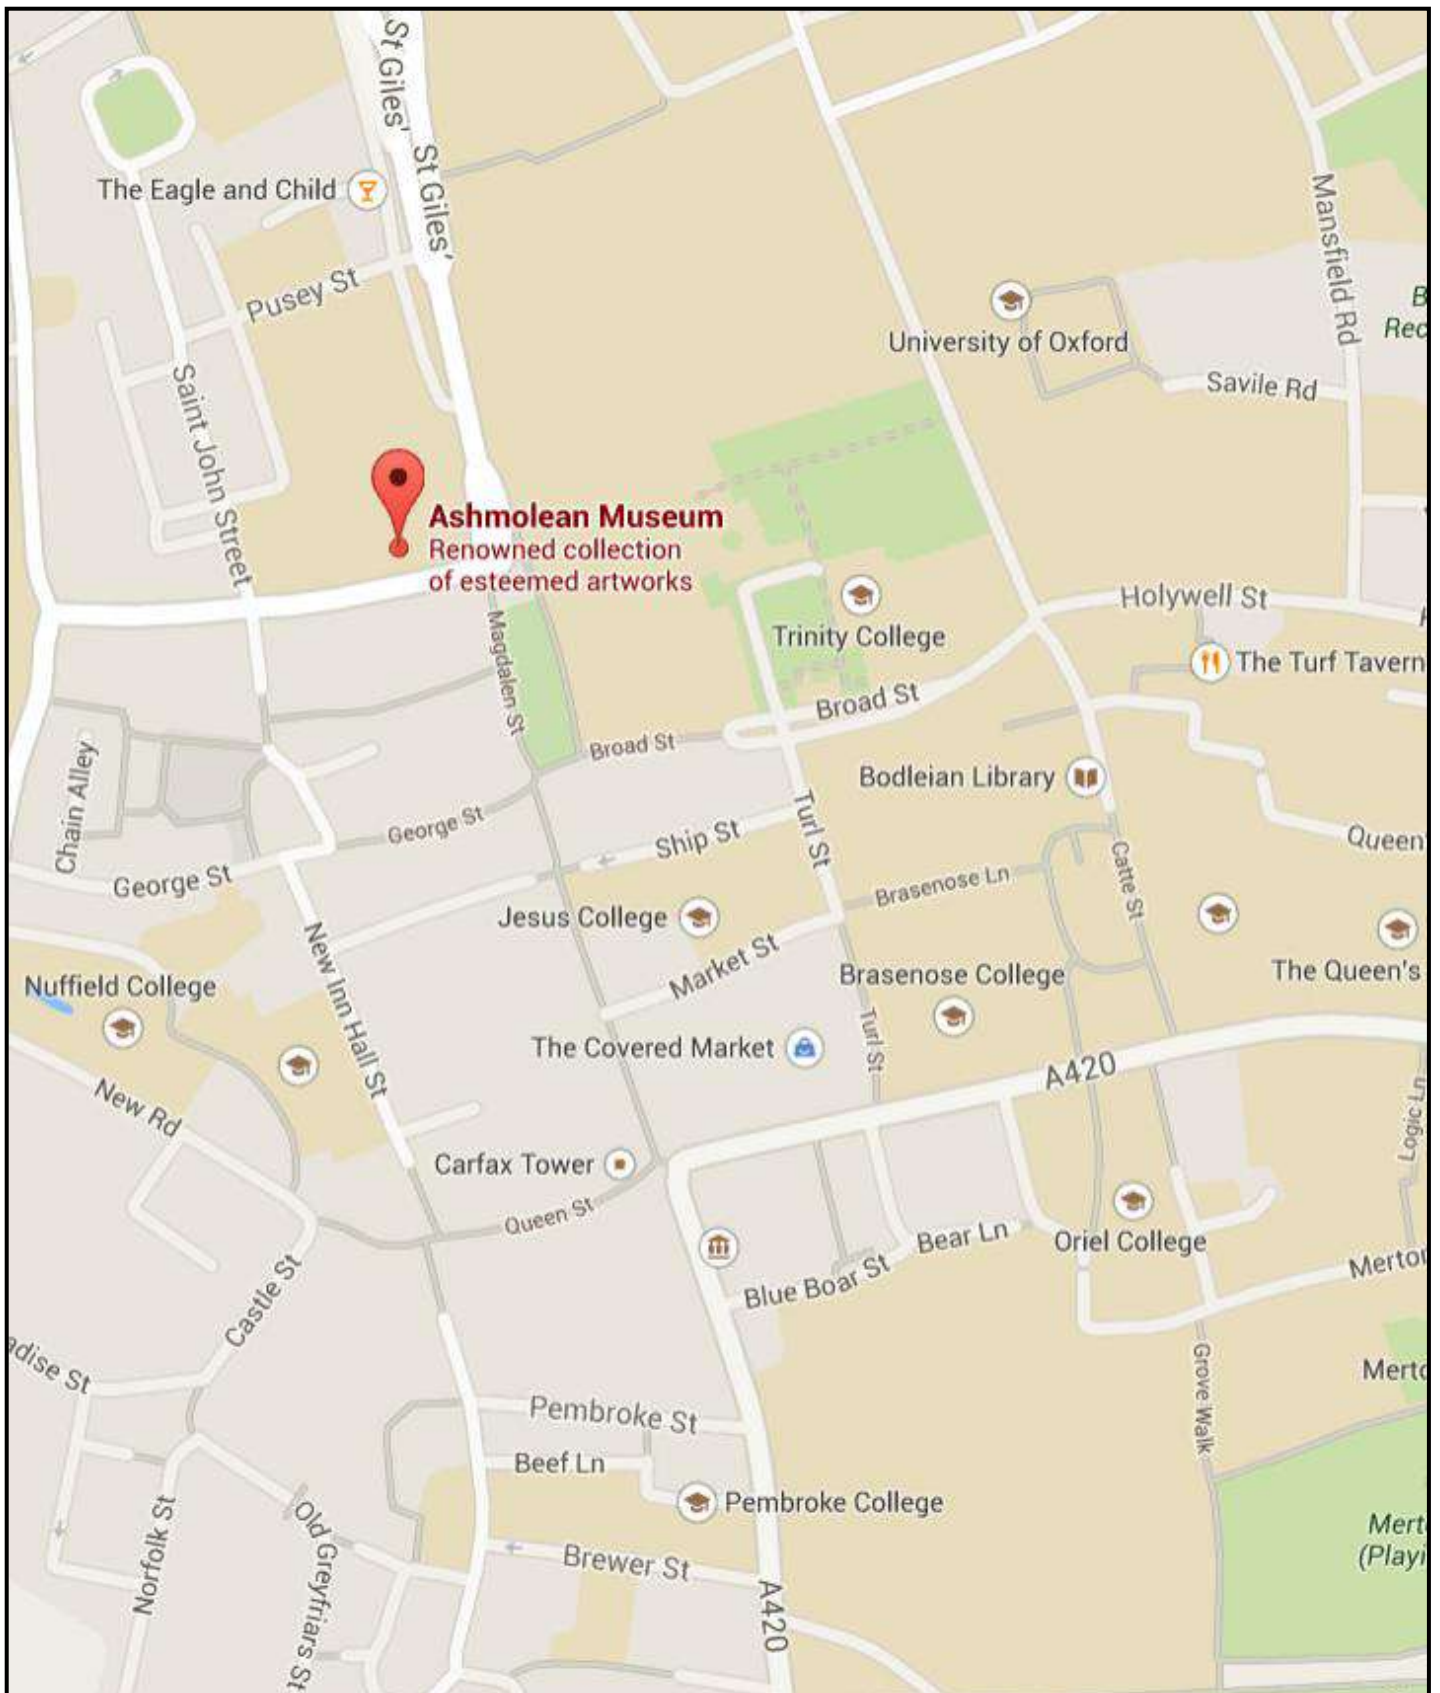 St Giles'
St Giles'
The Eagle and Child
Mansfield Rd
Pusey St
B
Rec
University of Oxford
Savile Rd
Saint John Street
Ashmolean Museum
Renowned collection
of esteemed artworks
Holywell St
H
Trinity College
Magdalen St
The Turf Tavern
Broad St
Broad St
Chain Alley
Bodleian Library
George St
Ship St
Turl St
Queen'
Catte St
George St
Brasenose Ln
Jesus College
New Inn Hall St
Market St
Brasenose College
The Queen's
Nuffield College
The Covered Market
Turl St
A420
New Rd
Logic Ln
Carfax Tower
Queen St
Bear Ln
Oriel College
Castle St
Blue Boar St
Merton
adise St
Grove Walk
Merto
Pembroke St
Beef Ln
Pembroke College
Norfolk St
Old Greyfriars St
Brewer St
Merto
(Playi
A420